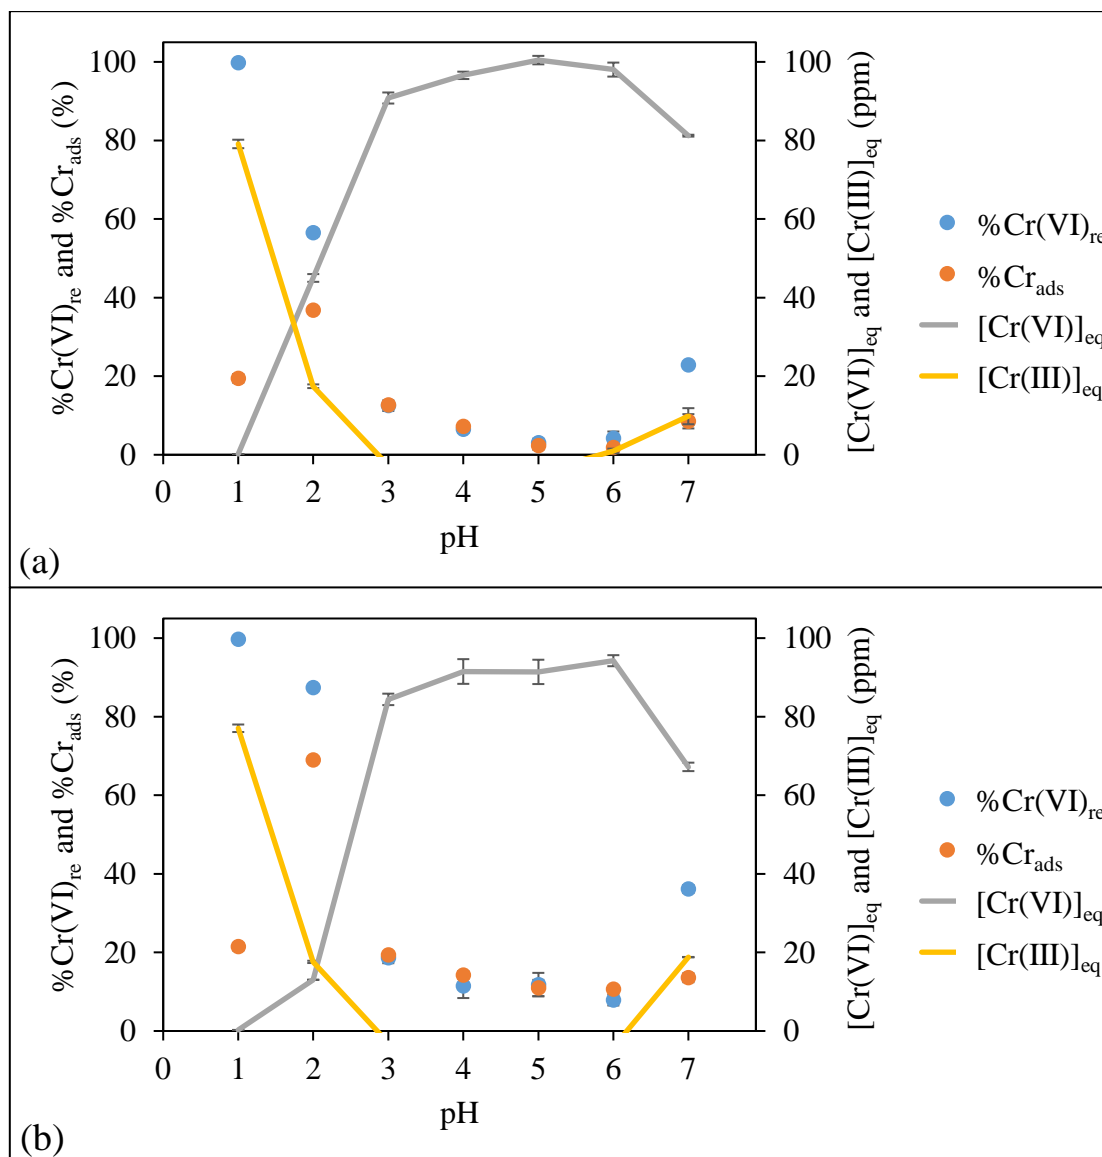 %Cr(VI)re and %Crads (%)
100
80
60
40
20
0
0 1 2 3 4 5 6 7
pH
100
80
60
40
20
0
[Cr(VI)]eq and [Cr(III)]eq (ppm)
%Cr(VI)re
%Crads
[Cr(VI)]eq
[Cr(III)]eq
(a)
%Cr(VI)re and %Crads (%)
100
80
60
40
20
0
0 1 2 3 4 5 6 7
pH
100
80
60
40
20
0
[Cr(VI)]eq and [Cr(III)]eq (ppm)
%Cr(VI)re
%Crads
[Cr(VI)]eq
[Cr(III)]eq
(b)